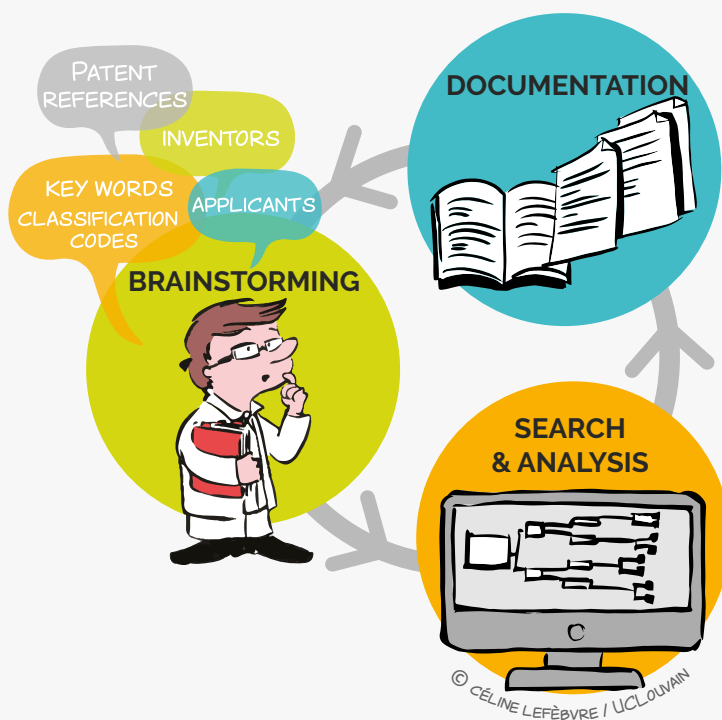 PATENT
REFERENCES
INVENTORS
KEY WORDS
CLASSIFICATION
CODES
APPLICANTS
BRAINSTORMING
DOCUMENTATION
SEARCH
& ANALYSIS
© CÉLINE LEFÈBVRE / UCLOUVAIN